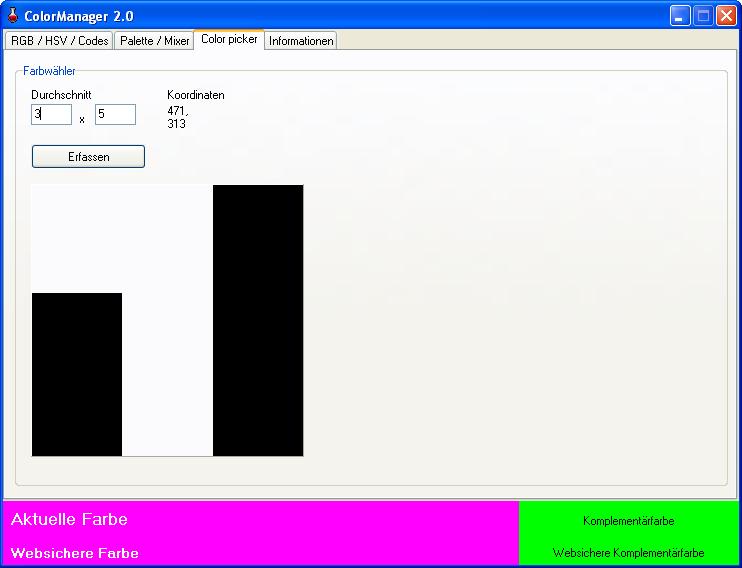 ColorManager 2.0
RGB / HSV / Codes
Palette / Mixer
Color picker
Informationen
Farbwähler
Durchschnitt
Koordinaten
3 x 5
471,
313
Erfassen
Aktuelle Farbe
Komplementärfarbe
Websichere Farbe
Websichere Komplementärfarbe